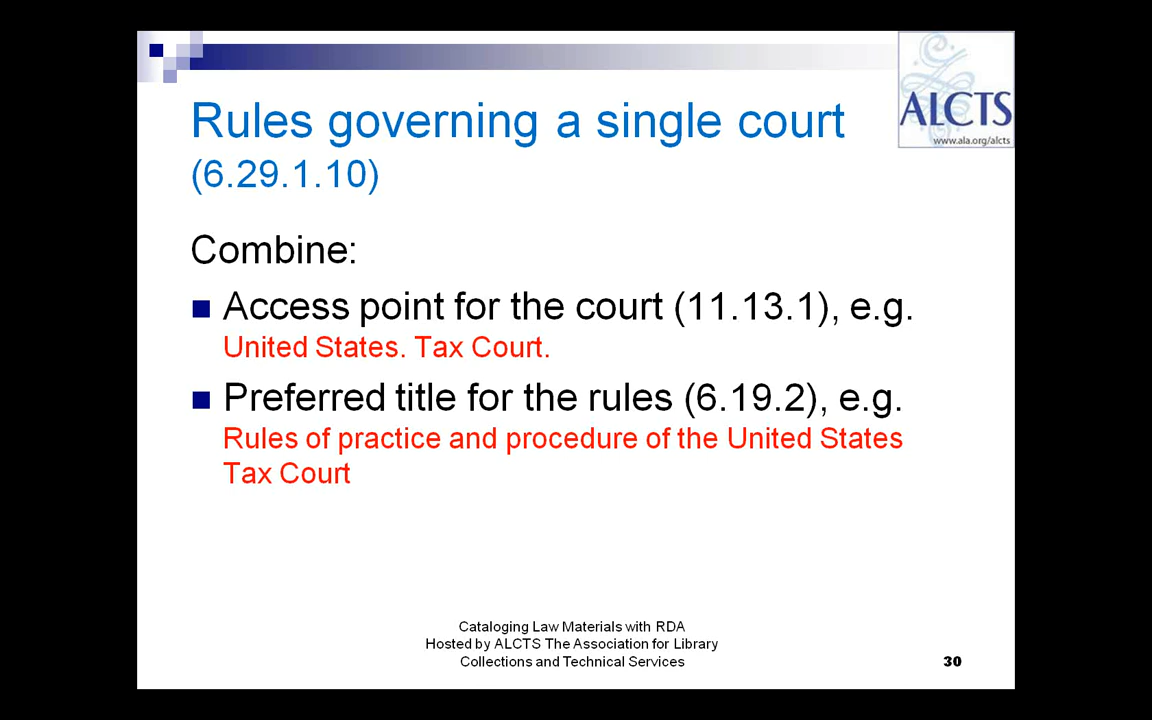 ALCTS
www.ala.org/alcts
Rules governing a single court
(6.29.1.10)
Combine:
Access point for the court (11.13.1), e.g.
United States. Tax Court.
Preferred title for the rules (6.19.2), e.g.
Rules of practice and procedure of the United States
Tax Court
Cataloging Law Materials with RDA
Hosted by ALCTS The Association for Library
Collections and Technical Services
30